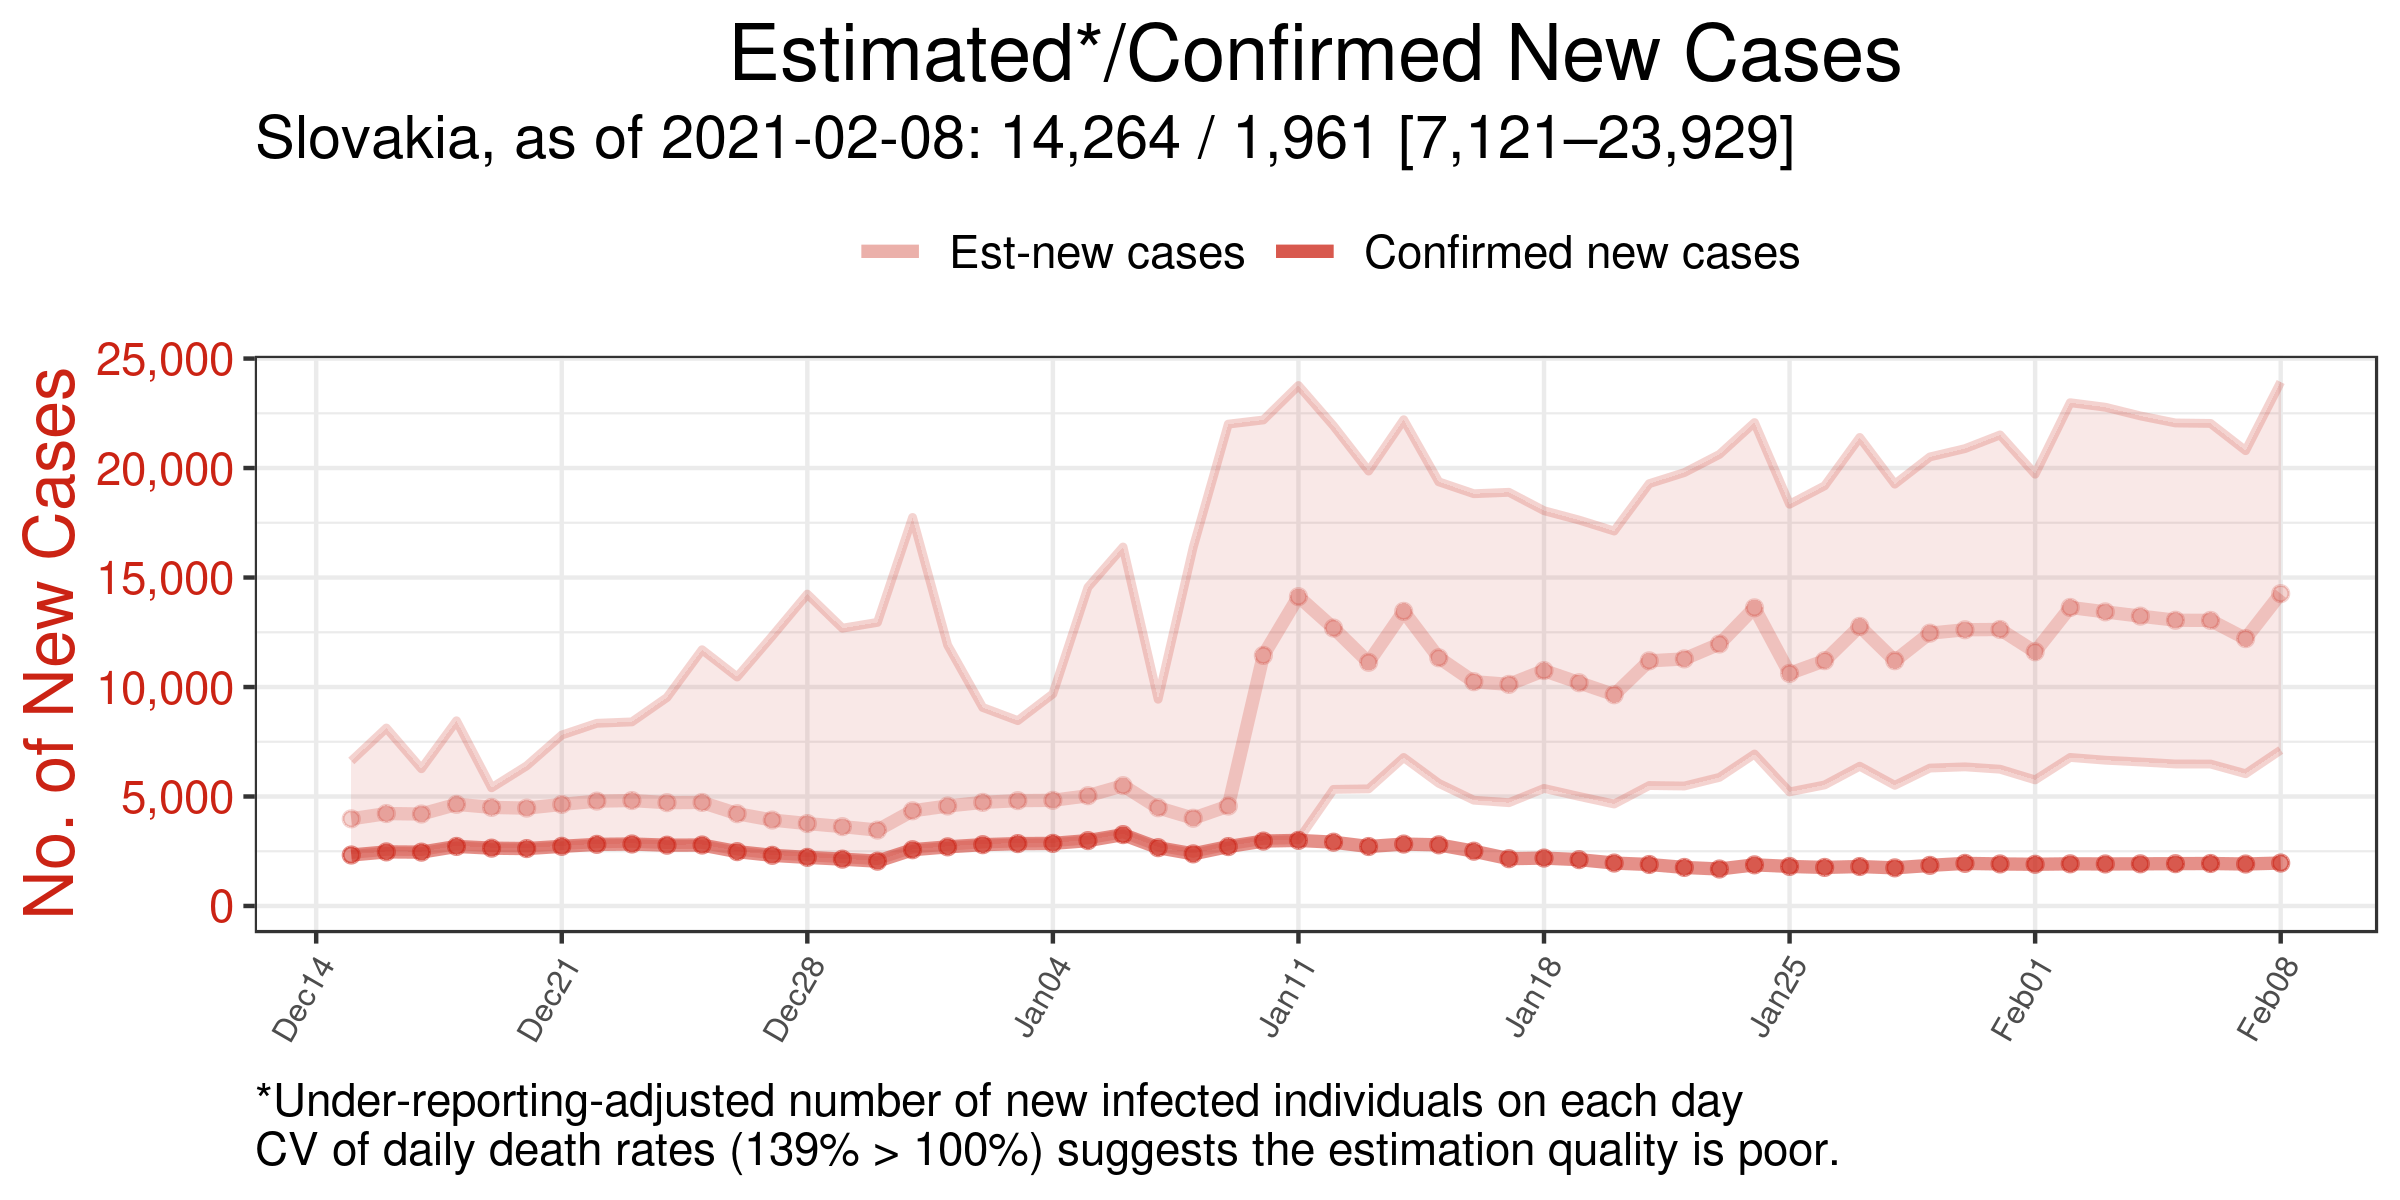 Estimated*/Confirmed New Cases
Slovakia, as of 2021-02-08: 14,264 / 1,961 [7,121–23,929]
Est-new cases Confirmed new cases
No. of New Cases
25,000
20,000
15,000
10,000
5,000
0
Dec14 Dec21 Dec28 Jan04 Jan11 Jan18 Jan25 Feb01 Feb08
*Under-reporting-adjusted number of new infected individuals on each day
CV of daily death rates (139% > 100%) suggests the estimation quality is poor.